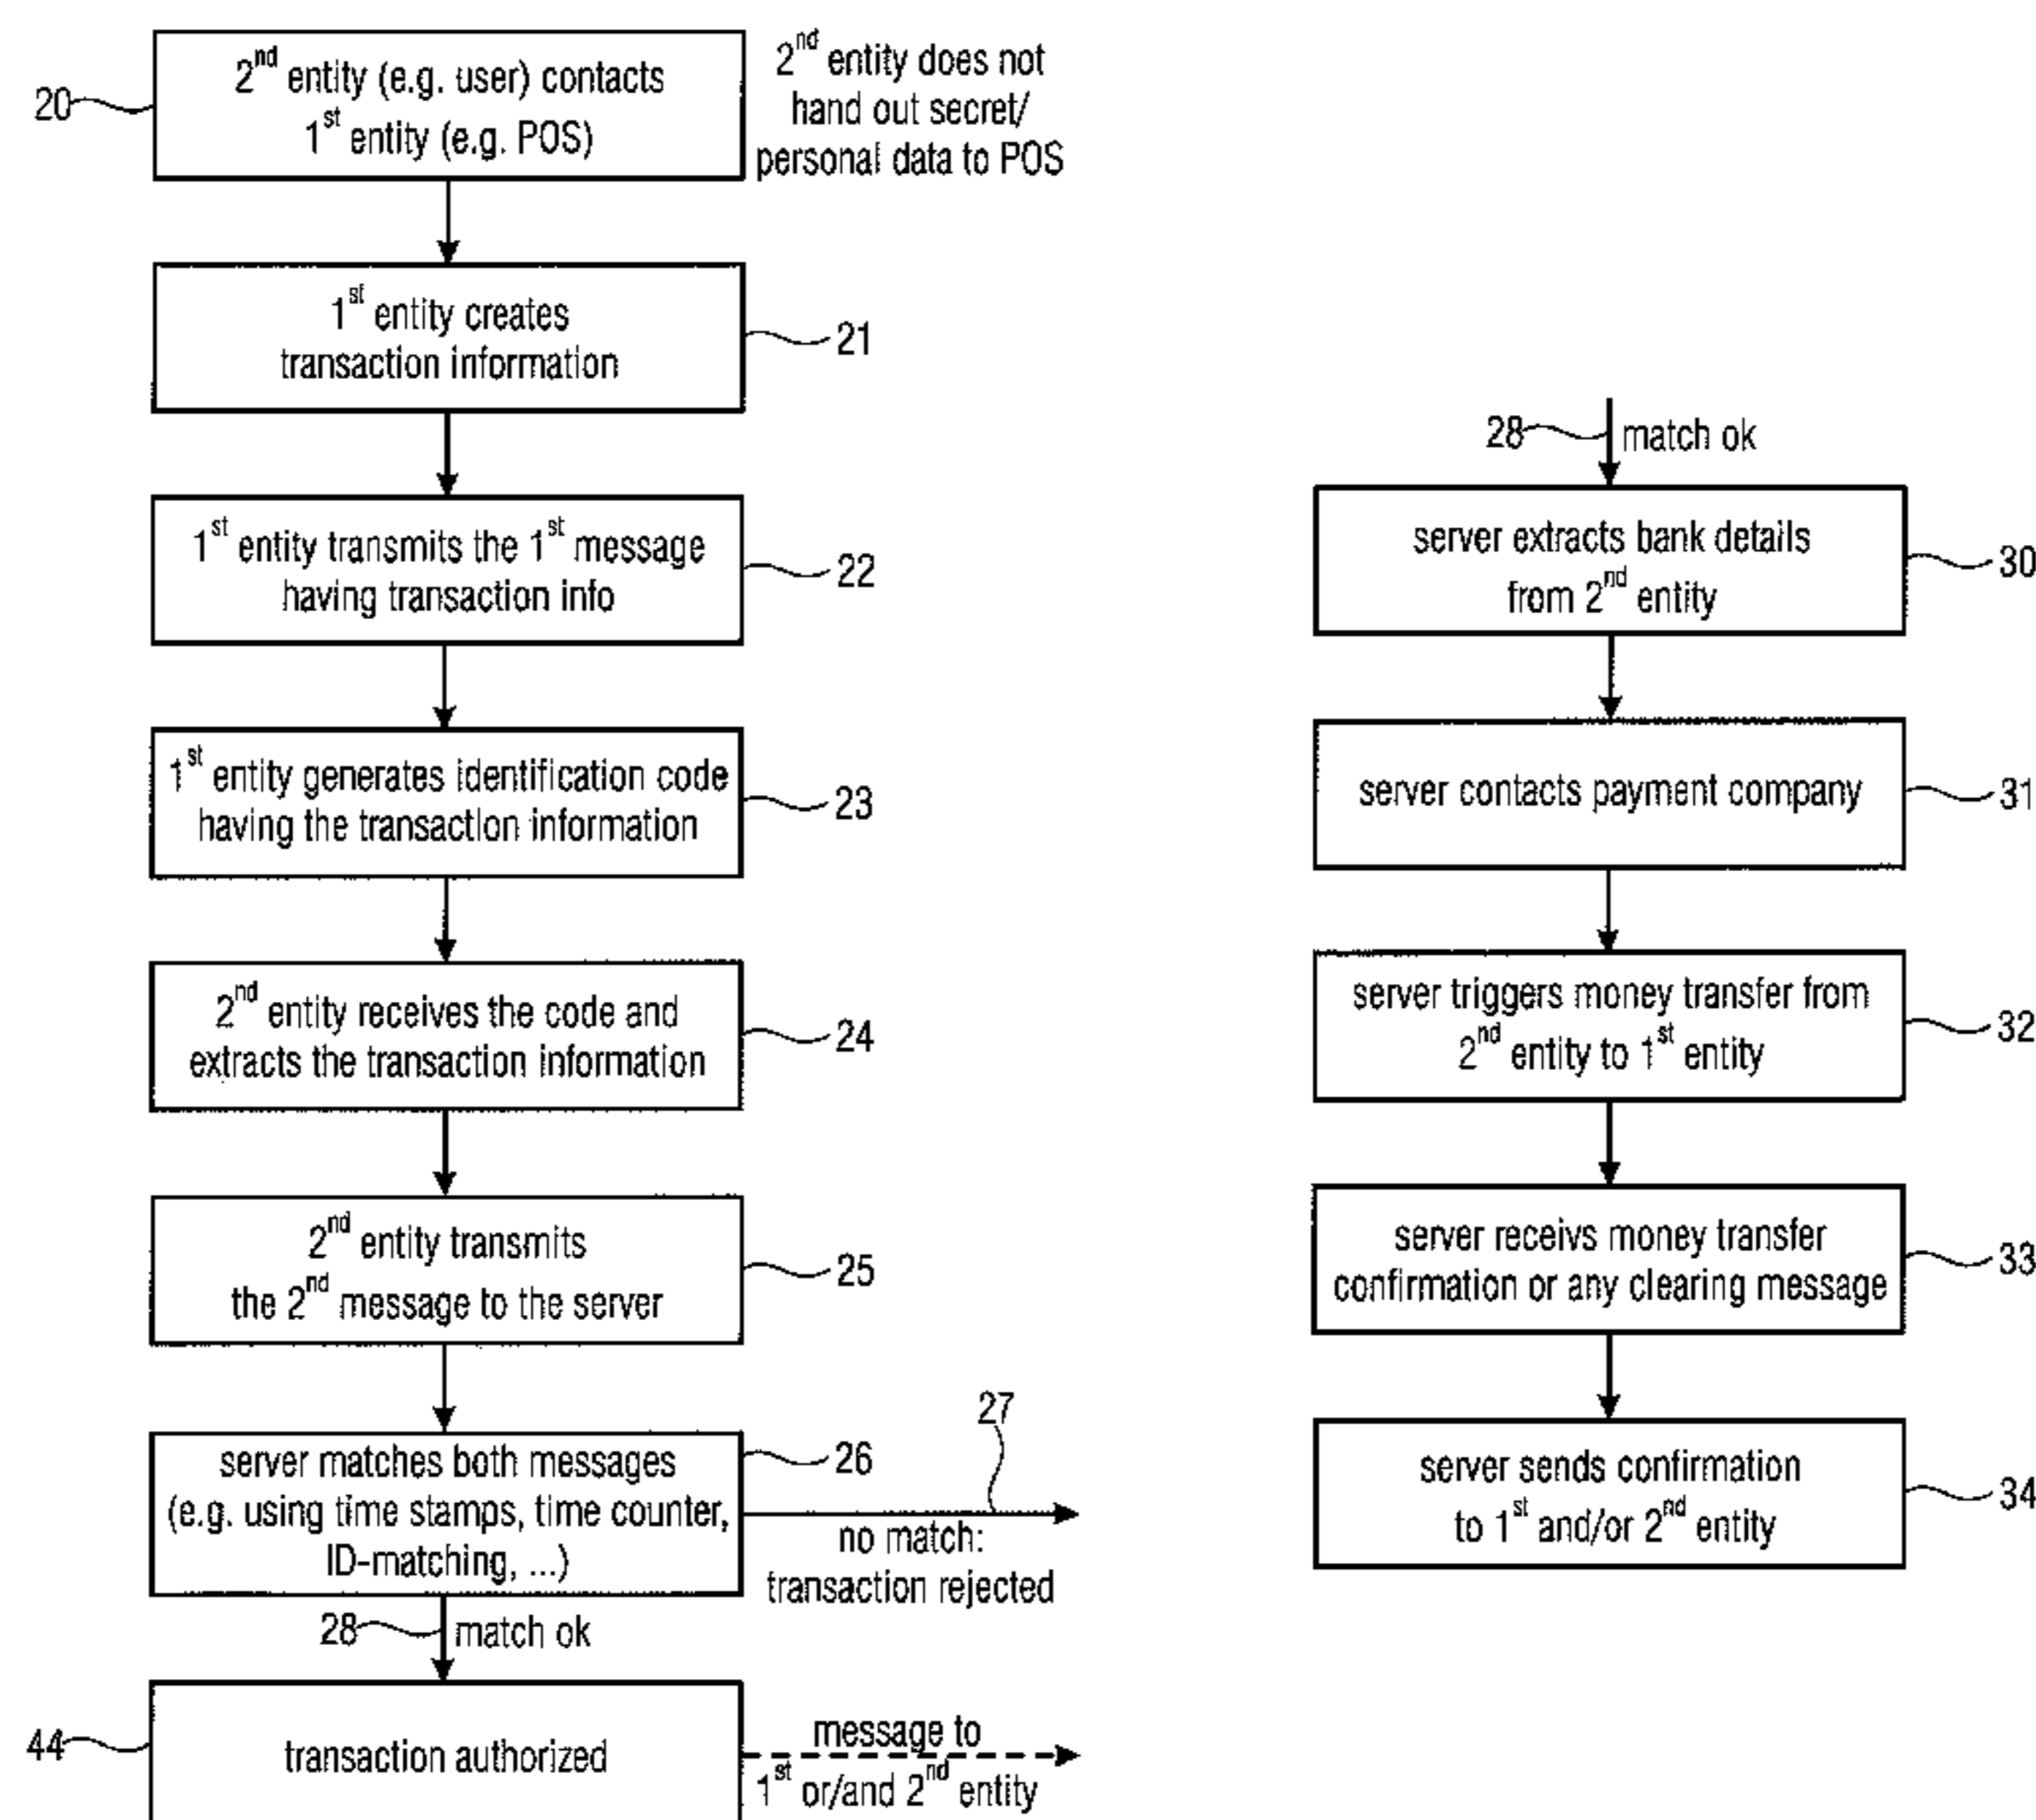 20
2nd entity (e.g. user) contacts
1st entity (e.g. POS)
2nd entity does not
hand out secret/
personal data to POS
1st entity creates
transaction information
21
1st entity transmits the 1st message
having transaction info
22
1st entity generates identification code
having the transaction information
23
2nd entity receives the code and
extracts the transaction information
24
2nd entity transmits
the 2nd message to the server
25
server matches both messages
(e.g. using time stamps, time counter,
ID-matching, ...)
26
27
no match:
transaction rejected
28
match ok
44
transaction authorized
message to
1st or/and 2nd entity
28
match ok
server extracts bank details
from 2nd entity
30
server contacts payment company
31
server triggers money transfer from
2nd entity to 1st entity
32
server receivs money transfer
confirmation or any clearing message
33
server sends confirmation
to 1st and/or 2nd entity
34